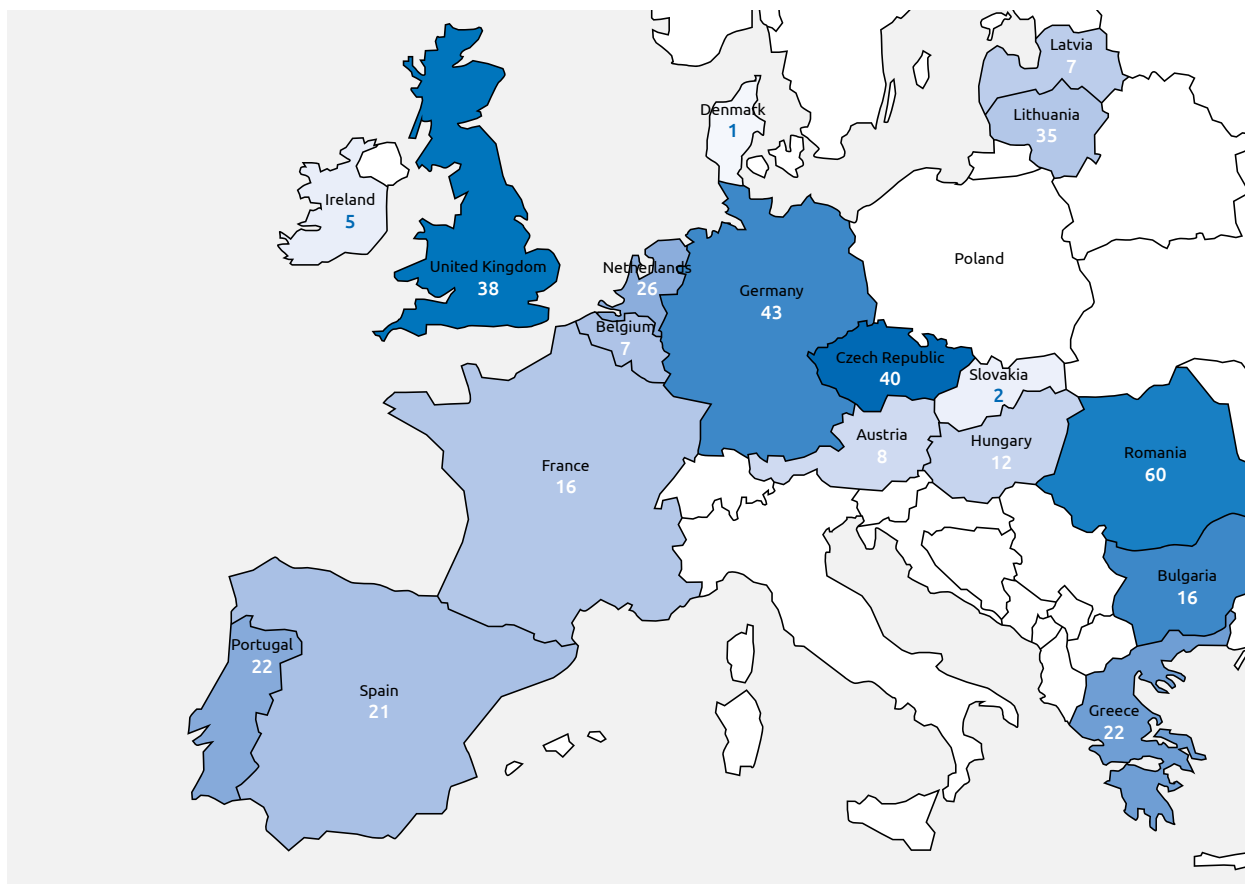 Latvia
7
Denmark
1
Lithuania
35
Ireland
5
United Kingdom
38
Netherlands
26
Poland
Germany
43
Belgium
7
Czech Republic
40
Slovakia
2
Austria
8
Hungary
12
Romania
60
France
16
Bulgaria
16
Portugal
22
Spain
21
Greece
22